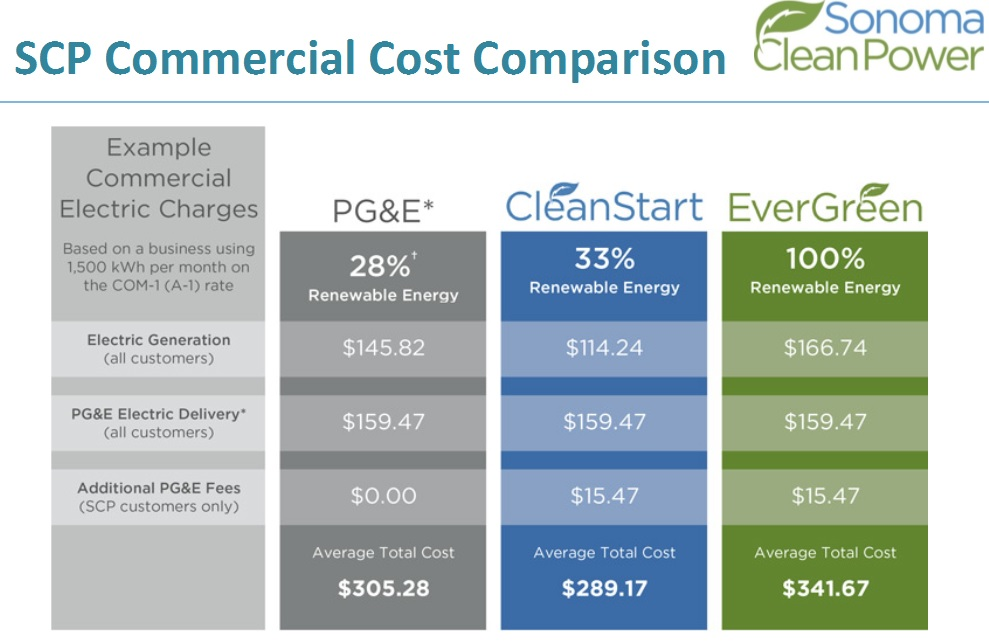 SCP Commercial Cost Comparison
Sonoma
Clean Power
Example
Commercial
Electric Charges
Based on a business using
1,500 kWh per month on
the COM-1 (A-1) rate
PG&E*
CleanStart
EverGreen
28%†
Renewable Energy
33%
Renewable Energy
100%
Renewable Energy
Electric Generation
(all customers)
$145.82
$114.24
$166.74
PG&E Electric Delivery*
(all customers)
$159.47
$159.47
$159.47
Additional PG&E Fees
(SCP customers only)
$0.00
$15.47
$15.47
Average Total Cost
$305.28
Average Total Cost
$289.17
Average Total Cost
$341.67